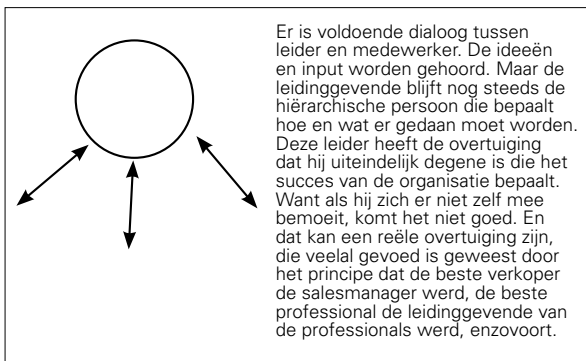 Er is voldoende dialoog tussen
leider en medewerker. De ideeën
en input worden gehoord. Maar de
leidinggevende blijft nog steeds de
hiërarchische persoon die bepaalt
hoe en wat er gedaan moet worden.
Deze leider heeft de overtuiging
dat hij uiteindelijk degene is die het
succes van de organisatie bepaalt.
Want als hij zich er niet zelf mee
bemoeit, komt het niet goed. En
dat kan een reële overtuiging zijn,
die veelal gevoed is geweest door
het principe dat de beste verkoper
de salesmanager werd, de beste
professional de leidinggevende van
de professionals werd, enzovoort.